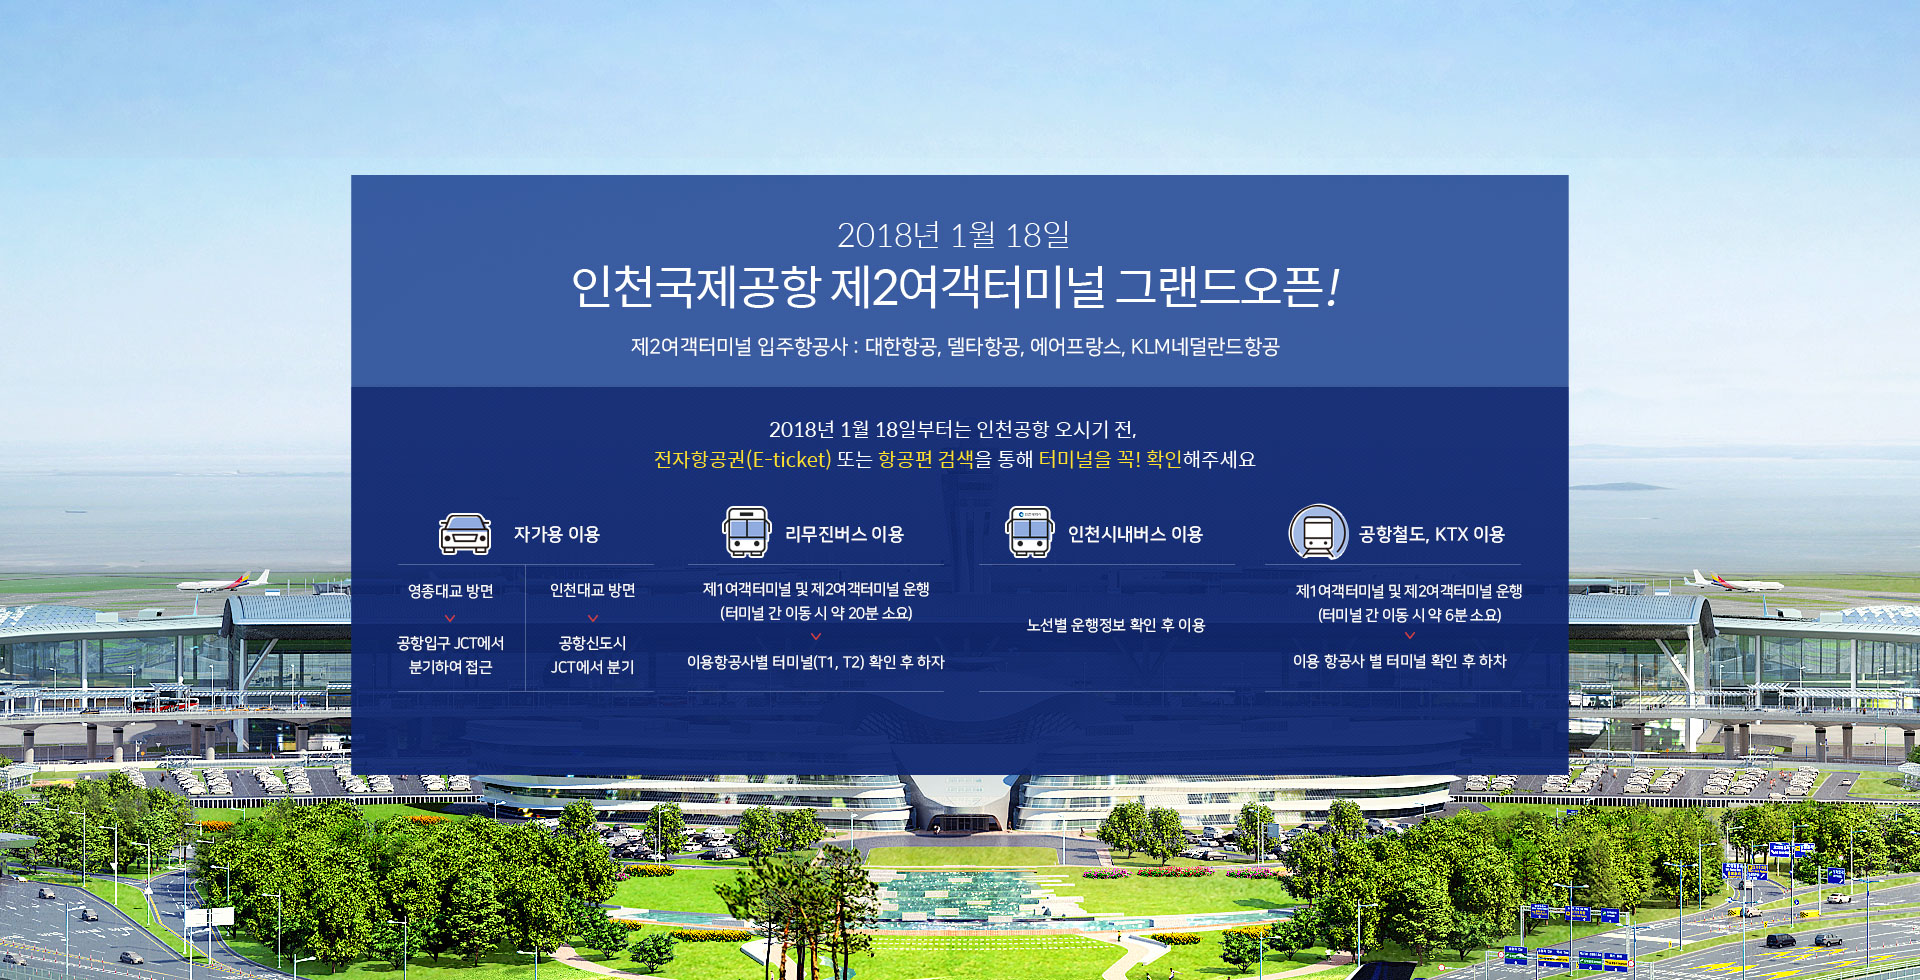 2018년 1월 18일
인천국제공항 제2여객터미널 그랜드오픈!
제2여객터미널 입주항공사 : 대한항공, 델타항공, 에어프랑스, KLM네덜란드항공
2018년 1월 18일부터는 인천공항 오시기 전,
전자항공권(E-ticket) 또는 항공편 검색을 통해 터미널을 꼭! 확인해주세요
자가용 이용
영종대교 방면
공항입구 JCT에서
분기하여 접근
인천대교 방면
공항신도시
JCT에서 분기
리무진버스 이용
제1여객터미널 및 제2여객터미널 운행
(터미널 간 이동 시 약 20분 소요)
이용항공사별 터미널(T1, T2) 확인 후 하자
인천시내버스 이용
노선별 운행정보 확인 후 이용
공항철도, KTX 이용
제1여객터미널 및 제2여객터미널 운행
(터미널 간 이동 시 약 6분 소요)
이용 항공사 별 터미널 확인 후 하차